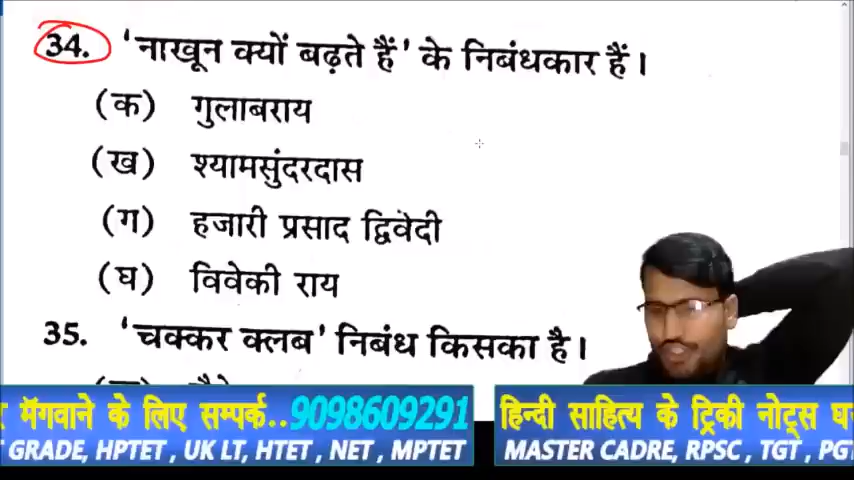 34. 'नाखून क्यों बढ़ते हैं' के निबंधकार हैं।
(क) गुलाबराय
(ख) श्यामसुंदरदास
(ग) हजारी प्रसाद द्विवेदी
(घ) विवेकी राय
35. 'चक्कर क्लब' निबंध किसका है।
मॅगवाने के लिए सम्पर्क..9098609291
GRADE, HPTET , UK LT, HTET , NET , MPTET
हिन्दी साहित्य के ट्रिकी नोट्स
MASTER CADRE, RPSC , TGT , PGT